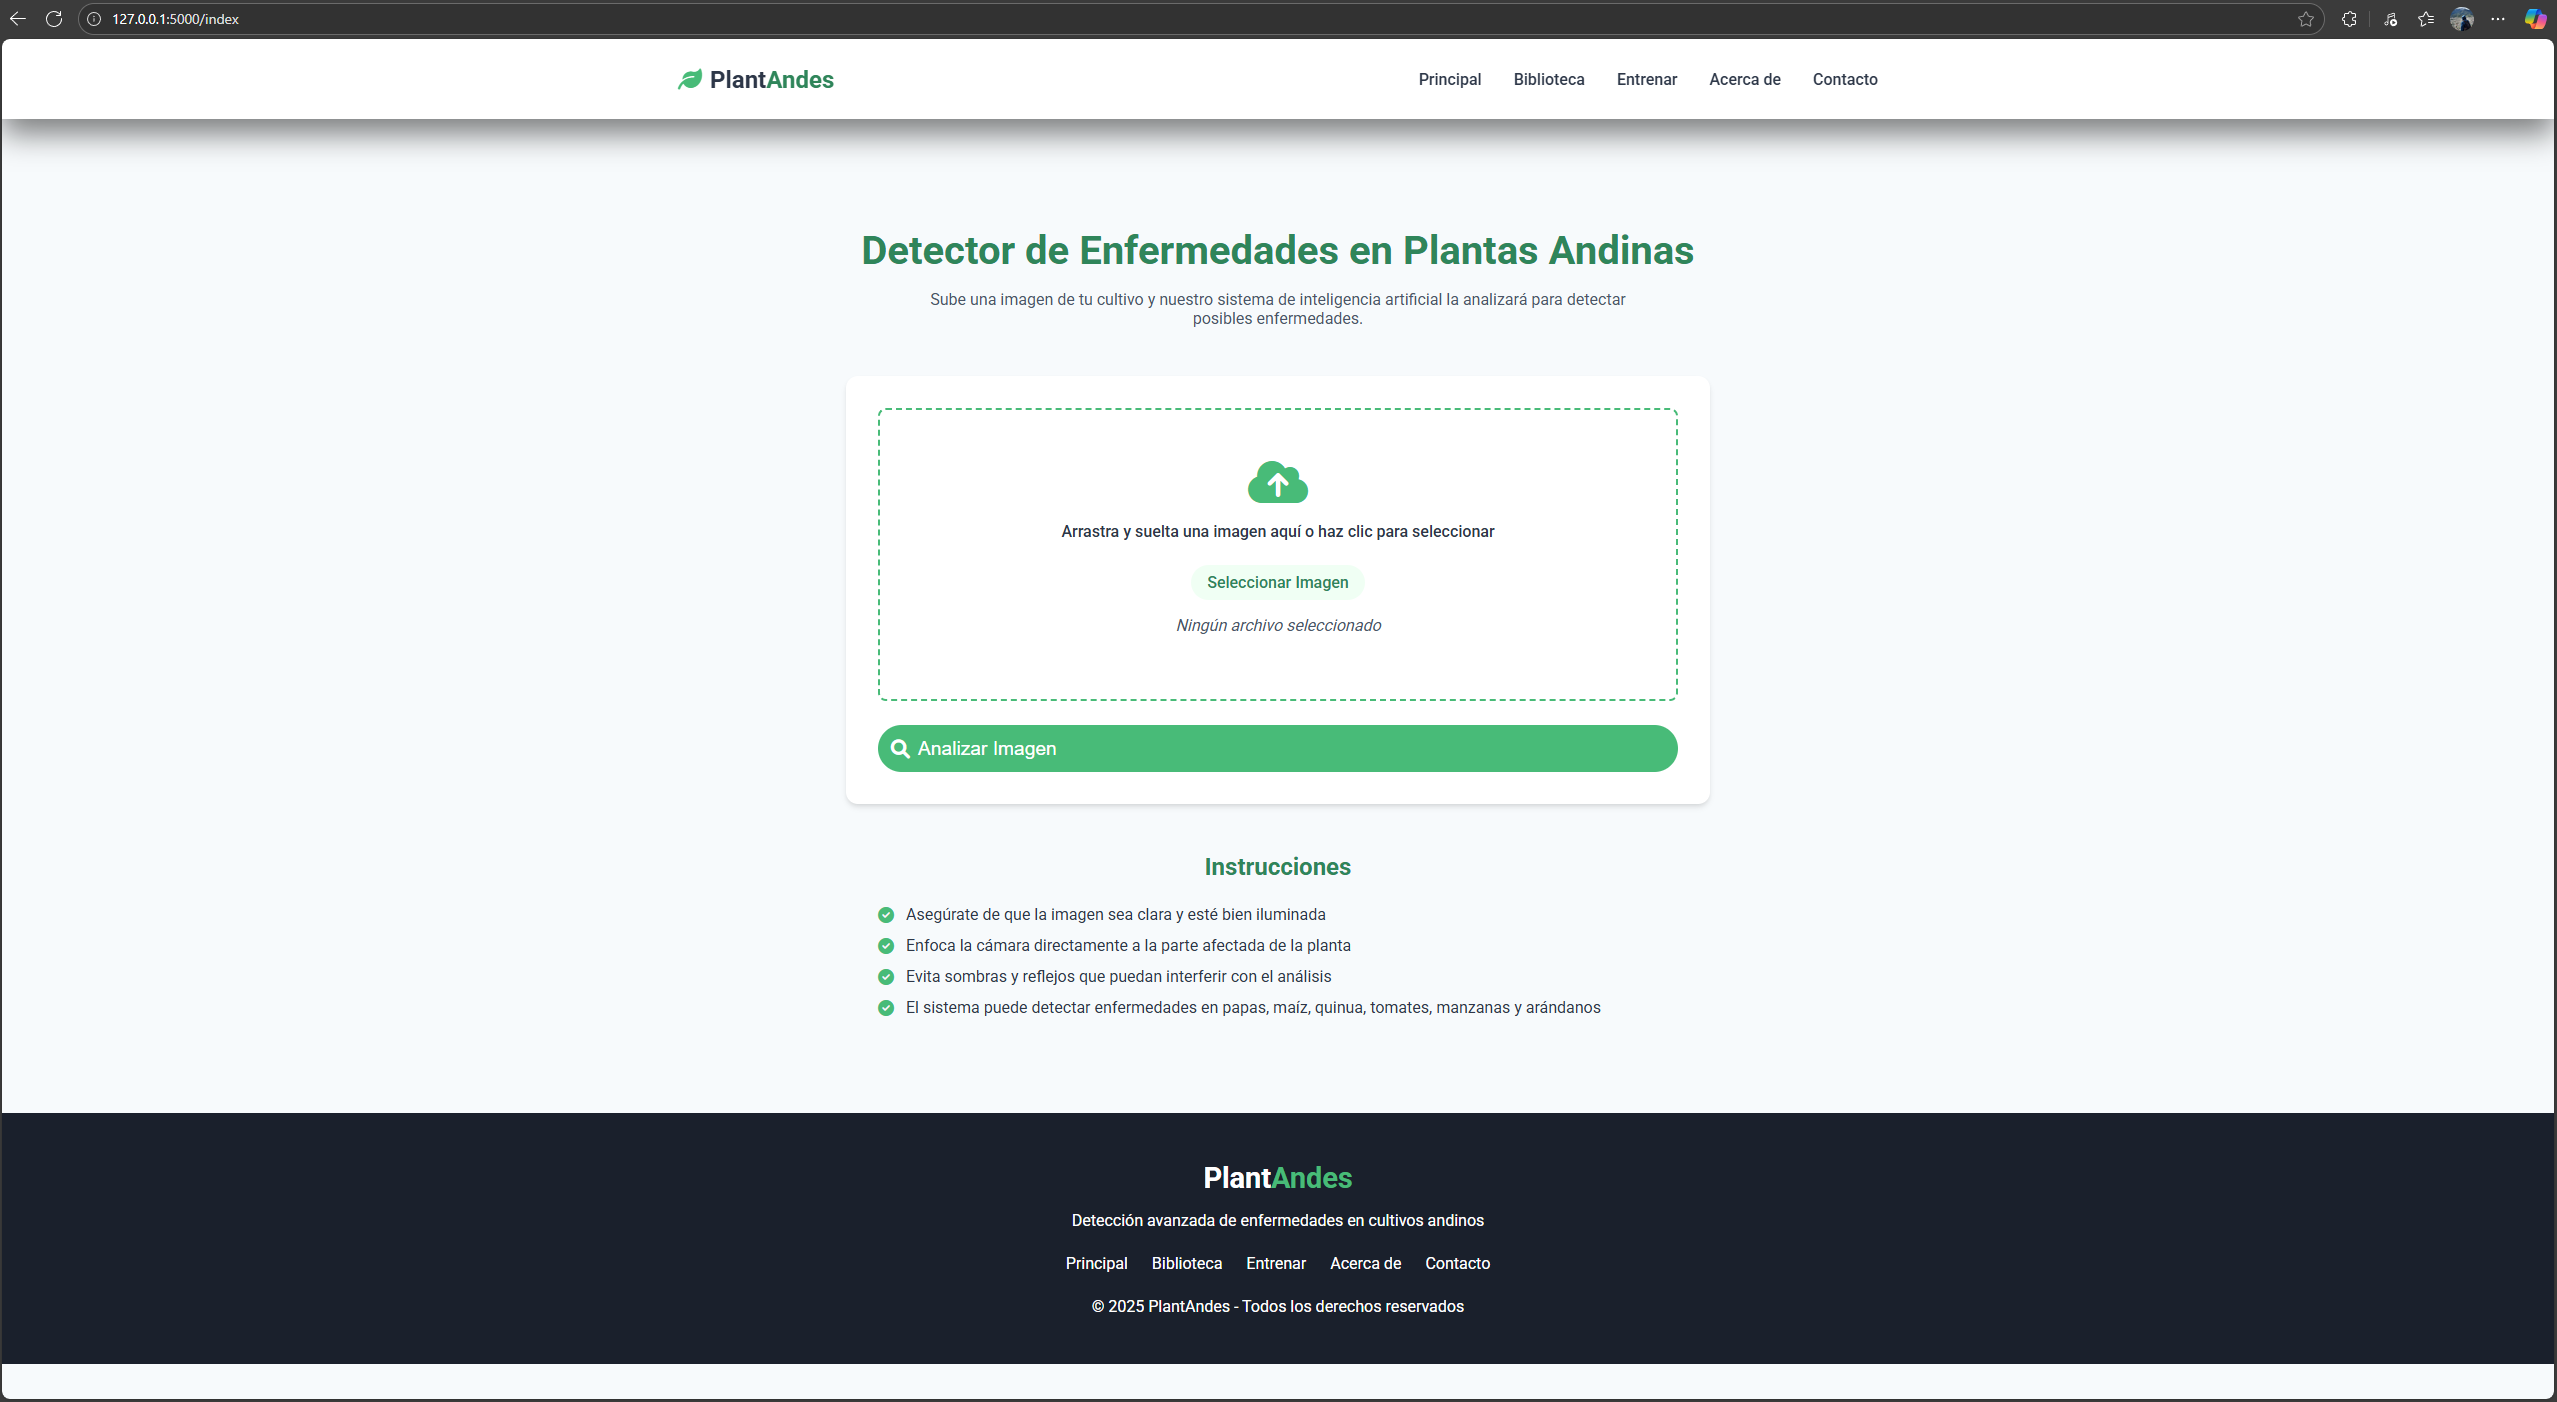 127.0.0.1:5000/index
PlantAndes
Principal Biblioteca Entrenar Acerca de Contacto
Detector de Enfermedades en Plantas Andinas
Sube una imagen de tu cultivo y nuestro sistema de inteligencia artificial la analizará para detectar
posibles enfermedades.
Arrastra y suelta una imagen aquí o haz clic para seleccionar
Seleccionar Imagen
Ningún archivo seleccionado
Analizar Imagen
Instrucciones
Asegúrate de que la imagen sea clara y esté bien iluminada
Enfoca la cámara directamente a la parte afectada de la planta
Evita sombras y reflejos que puedan interferir con el análisis
El sistema puede detectar enfermedades en papas, maíz, quinua, tomates, manzanas y arándanos
PlantAndes
Detección avanzada de enfermedades en cultivos andinos
Principal Biblioteca Entrenar Acerca de Contacto
© 2025 PlantAndes - Todos los derechos reservados